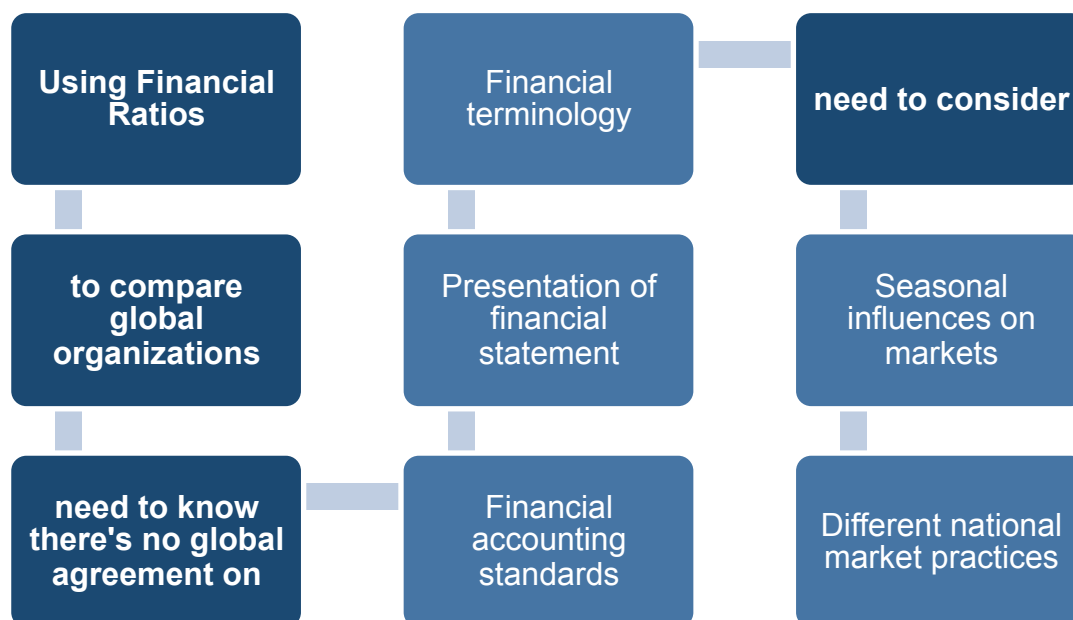 Using Financial
Ratios
to compare
global
organizations
need to know
there's no global
agreement on
Financial
accounting
standards
Presentation of
financial
statement
Financial
terminology
need to consider
Seasonal
influences on
markets
Different national
market practices